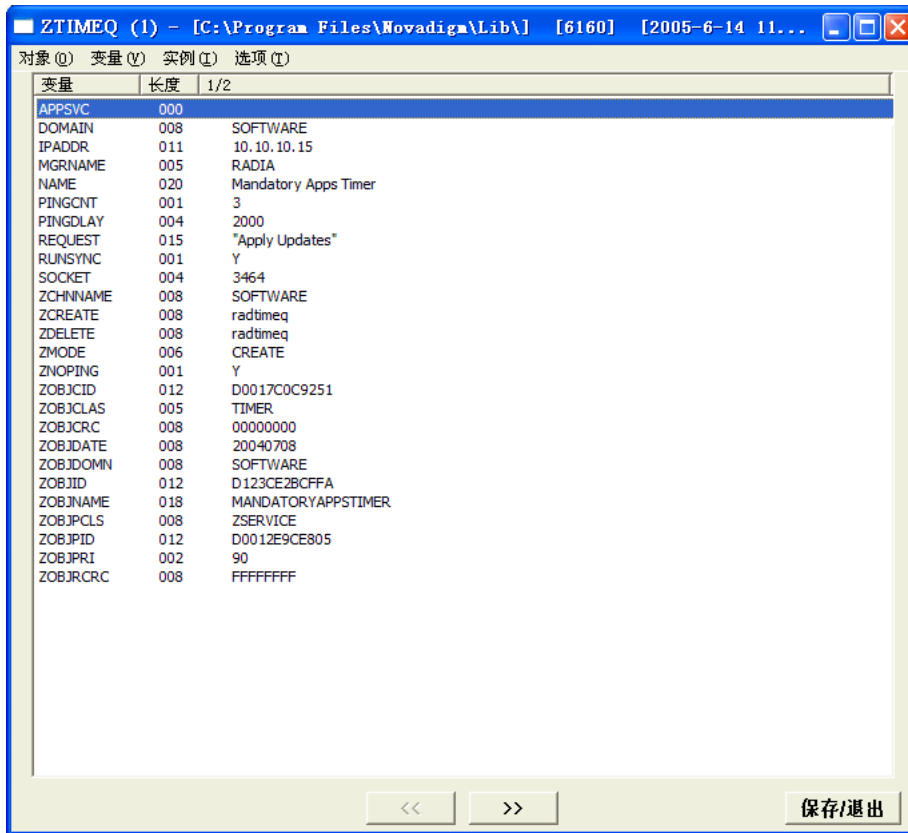 ZTIMEQ (1) - [C:\Program Files\Novadigm\Lib\] [6160] [2005-6-14 11...
对象(O) 变量(V) 实例(I) 选项(T)
变量 长度 1/2
APPSVC 000
DOMAIN 008 SOFTWARE
IPADDR 011 10.10.10.15
MGRNAME 005 RADIA
NAME 020 Mandatory Apps Timer
PINGCNT 001 3
PINGDLAY 004 2000
REQUEST 015 "Apply Updates"
RUNSYNC 001 Y
SOCKET 004 3464
ZCHNNAME 008 SOFTWARE
ZCREATE 008 radtimeq
ZDELETE 008 radtimeq
ZMODE 006 CREATE
ZNOPING 001 Y
ZOBJCID 012 D0017C0C9251
ZOBJCLAS 005 TIMER
ZOBJCRC 008 00000000
ZOBJDATE 008 20040708
ZOBJDOMN 008 SOFTWARE
ZOBJID 012 D123CE2BCFFA
ZOBJNAME 018 MANDATORYAPPSTIMER
ZOBJPCLS 008 ZSERVICE
ZOBJPID 012 D0012E9CE805
ZOBJPRI 002 90
ZOBJRCRC 008 FFFFFFFF
<< >> 保存/退出